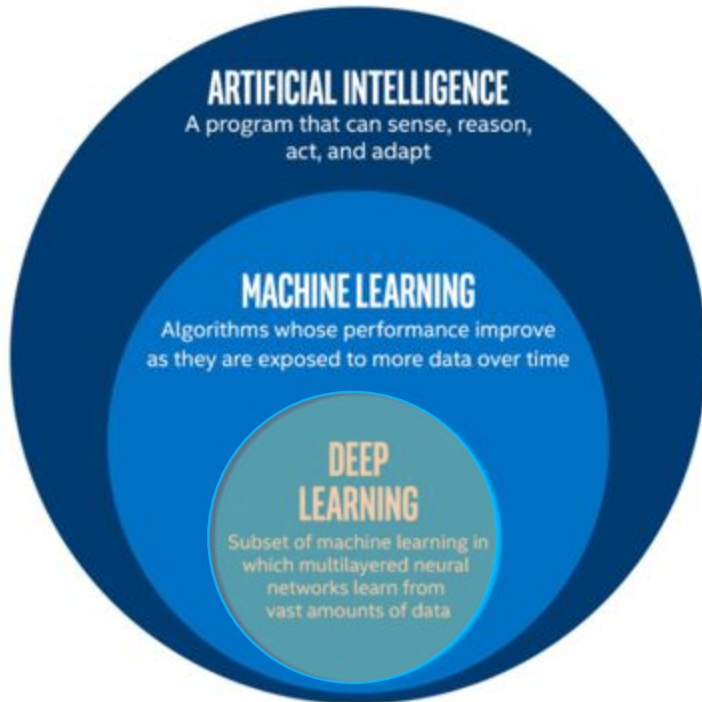 ARTIFICIAL INTELLIGENCE
A program that can sense, reason,
act, and adapt
MACHINE LEARNING
Algorithms whose performance improve
as they are exposed to more data over time
DEEP
LEARNING
Subset of machine learning in
which multilayered neural
networks learn from
vast amounts of data